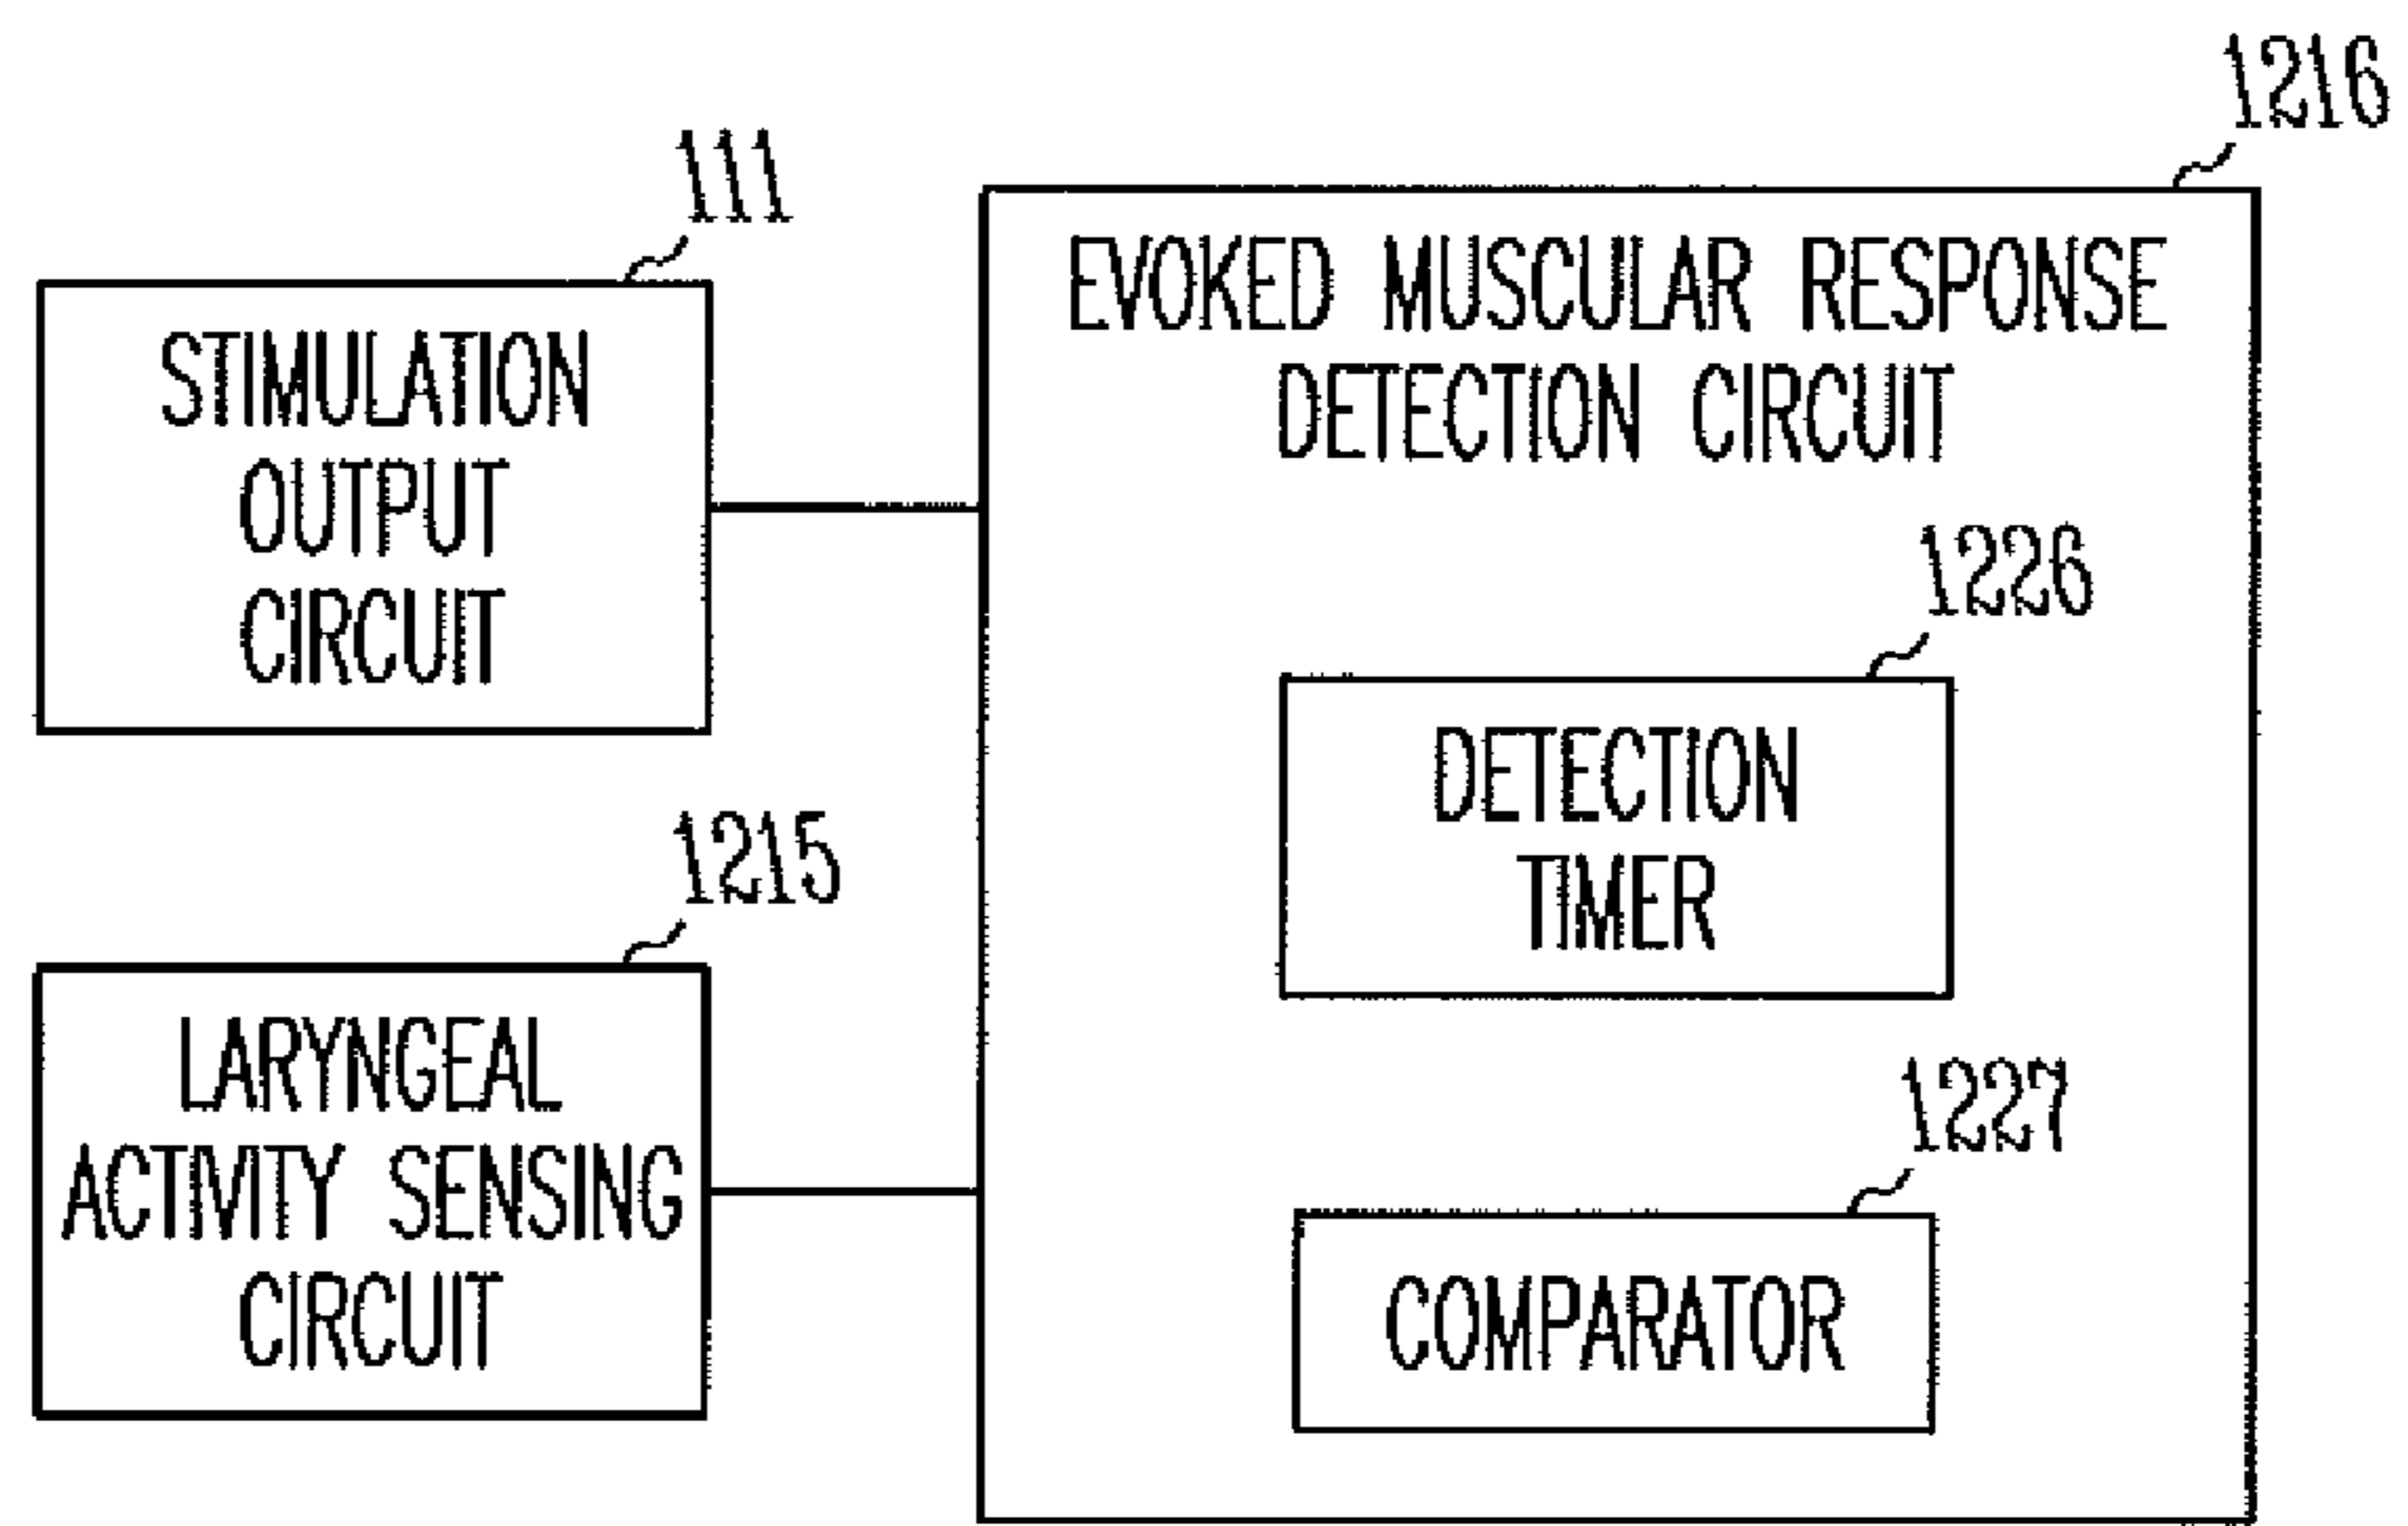 111
STIMULATION
OUTPUT
CIRCUIT
1215
LARYNGEAL
ACTIVITY SENSING
CIRCUIT
1216
EVOKED MUSCULAR RESPONSE
DETECTION CIRCUIT
1226
DETECTION
TIMER
1227
COMPARATOR